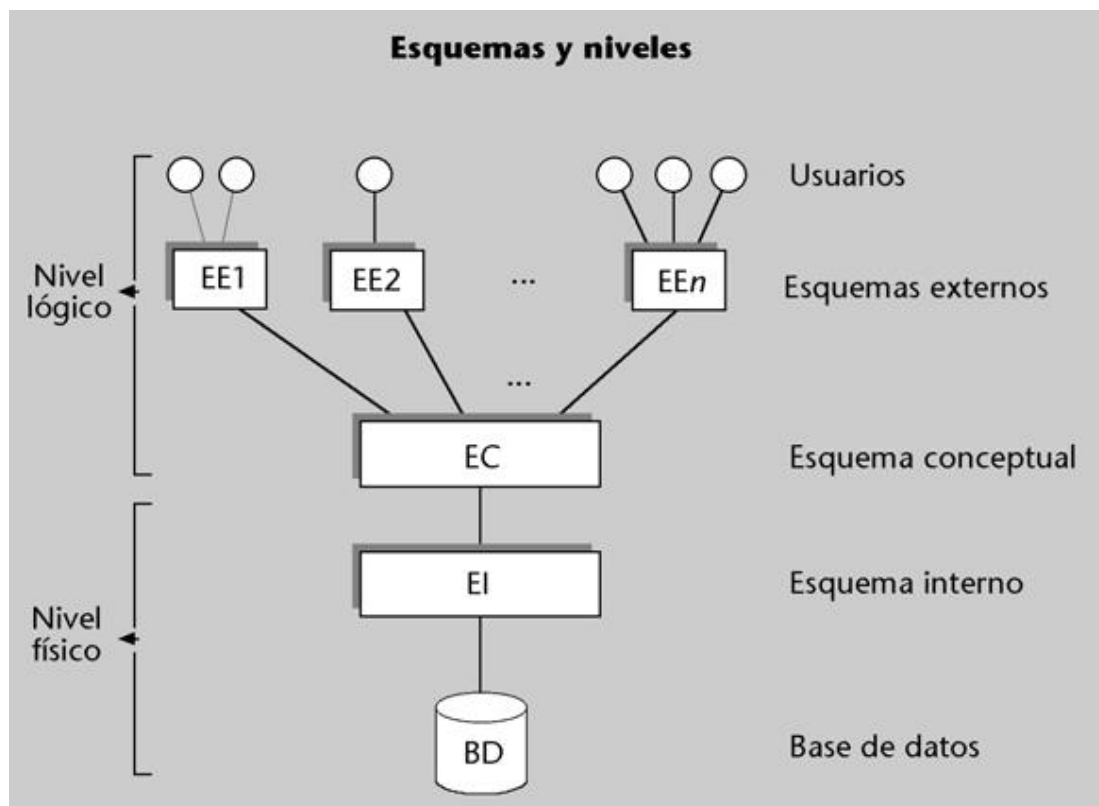 Esquemas y niveles
Usuarios
Nivel
lógico
EE1
EE2
...
EEn
Esquemas externos
...
EC
Esquema conceptual
EI
Esquema interno
Nivel
físico
BD
Base de datos